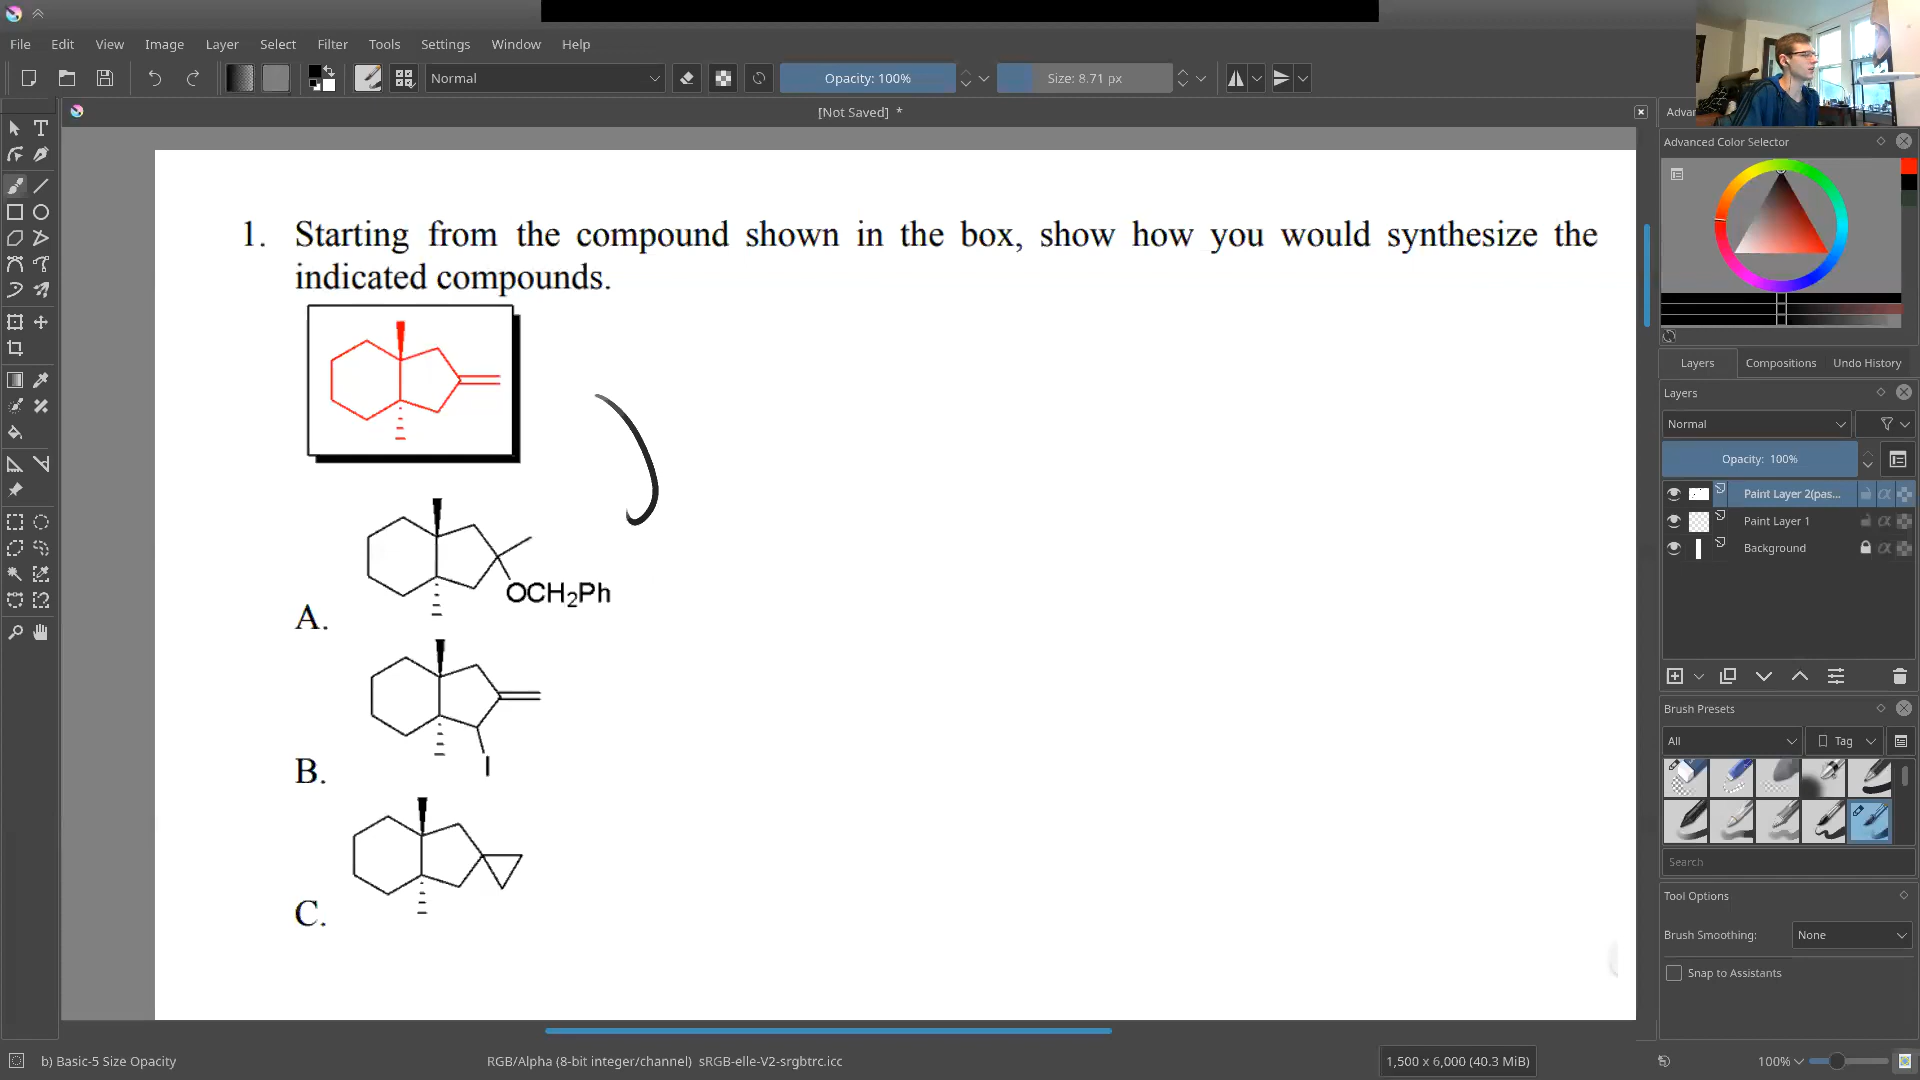 File Edit View Image Layer Select Filter Tools Settings Window Help
Normal Opacity: 100% Size: 8.71 px
[Not Saved] *
Advanced Color Selector
1. Starting from the compound shown in the box, show how you would synthesize the
indicated compounds.
A. OCH2Ph
B. I
C.
Layers Compositions Undo History
Layers
Normal
Opacity: 100%
Paint Layer 2(pas...
Paint Layer 1
Background
Brush Presets
All Tag
Search
Tool Options
Brush Smoothing: None
Snap to Assistants
b) Basic-5 Size Opacity RGB/Alpha (8-bit integer/channel) sRGB-elle-V2-srgbtrc.icc 1,500 x 6,000 (40.3 MiB) 100%